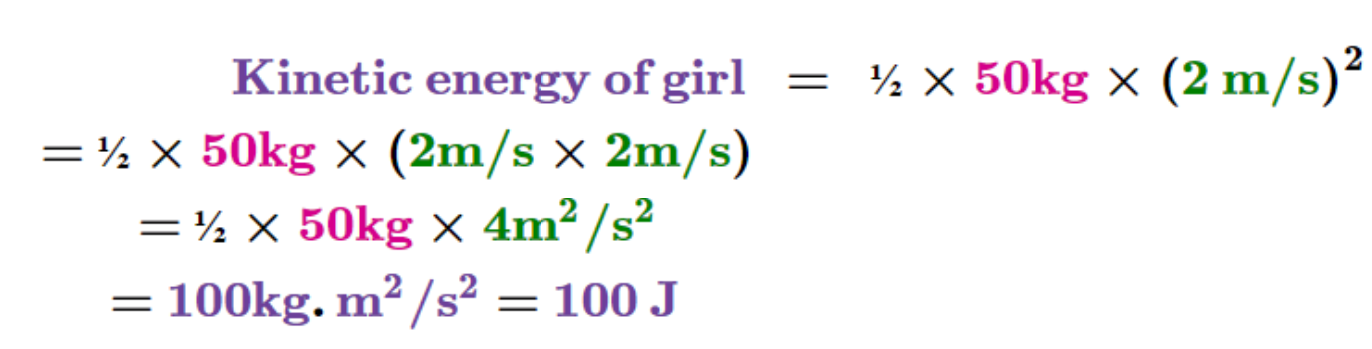 Kinetic energy of girl = ½ × 50kg × (2 m/s)²
= ½ × 50kg × (2m/s × 2m/s)
= ½ × 50kg × 4m²/s²
= 100kg. m²/s² = 100 J